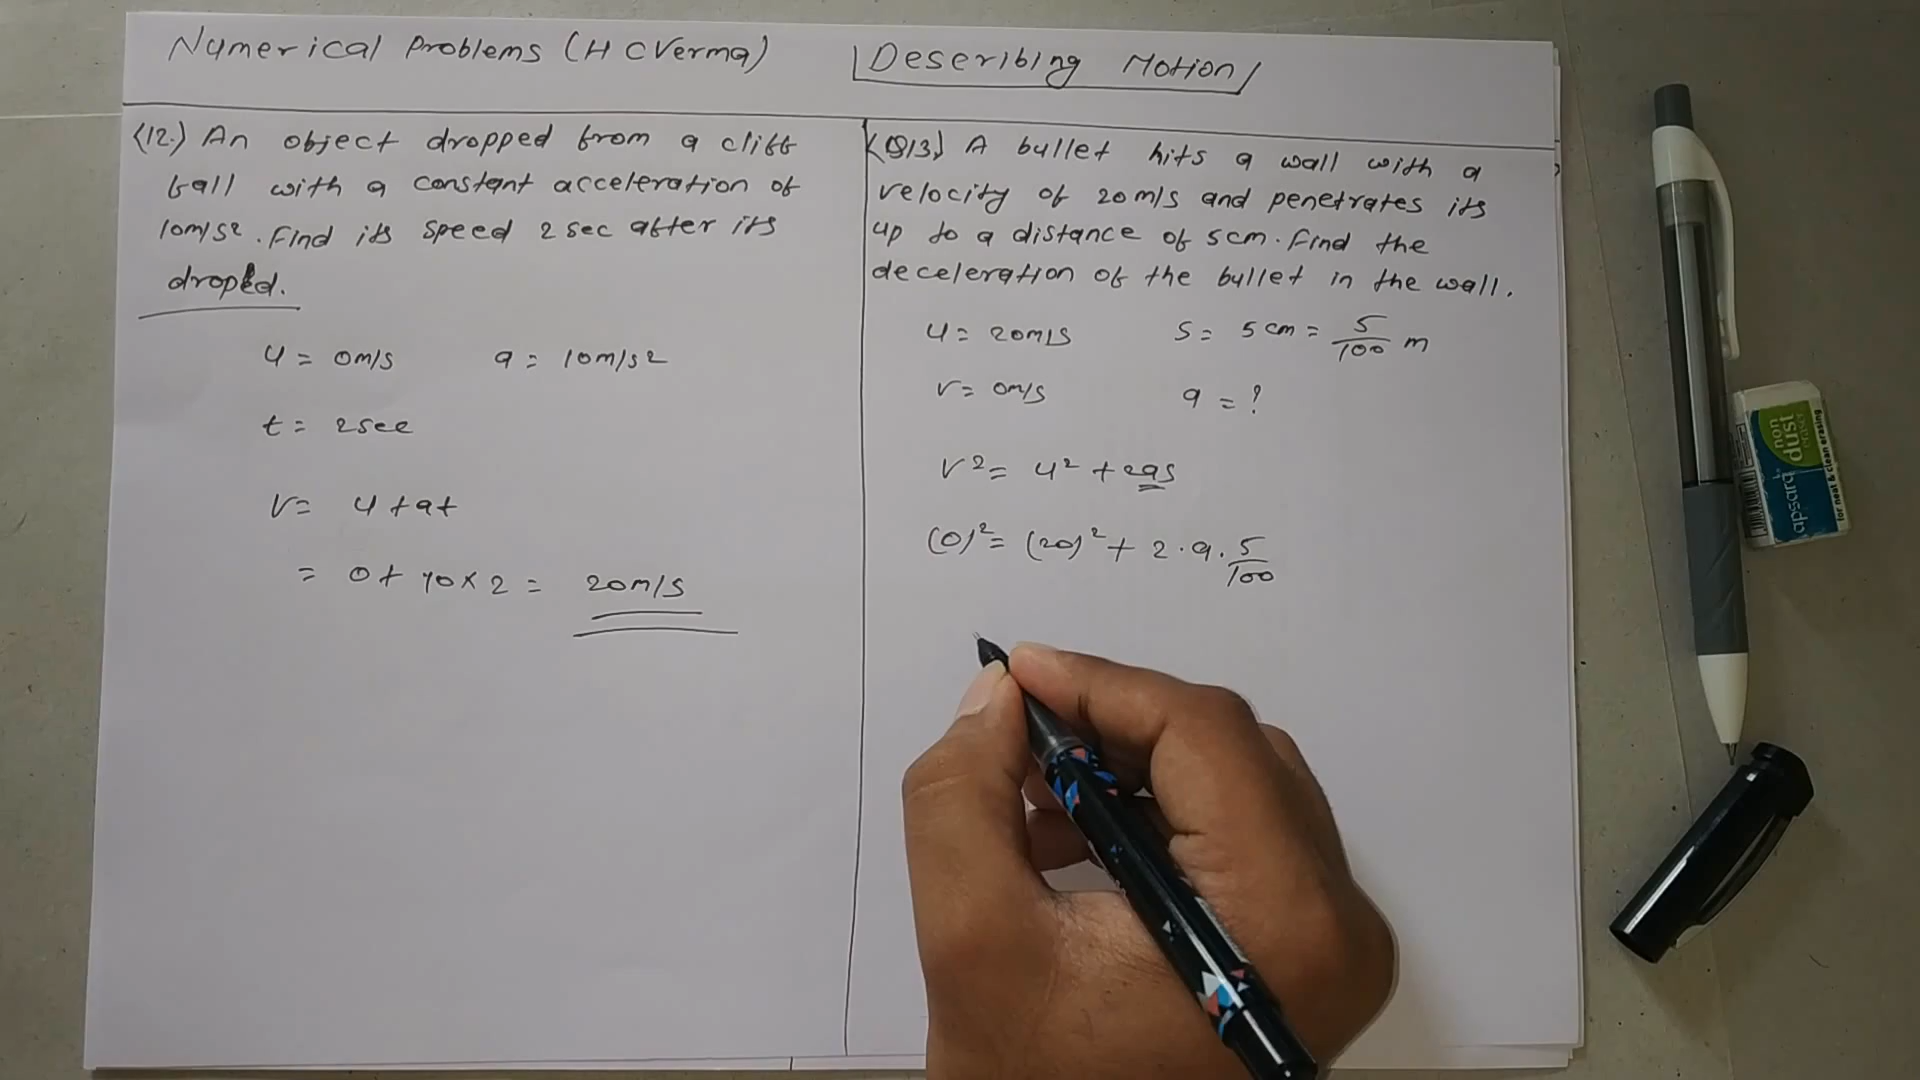 Numerical Problems (H C Verma)
Describing Motion
(12.) An object dropped from a cliff
fall with a constant acceleration of
10m/s2. Find its speed 2 sec after its
droped.
u = 0m/s a = 10m/s2
t = 2sec
v = u + at
= 0 + 10 x 2 = 20m/s
(Q13) A bullet hits a wall with a
velocity of 20m/s and penetrates its
up to a distance of 5cm. Find the
deceleration of the bullet in the wall.
u = 20m/s s = 5 cm = 5/100 m
v = 0m/s a = ?
v² = u² + 2as
(0)² = (20)² + 2 · a · 5/100
apsara
non
dust
eraser
for neat & clean erasing